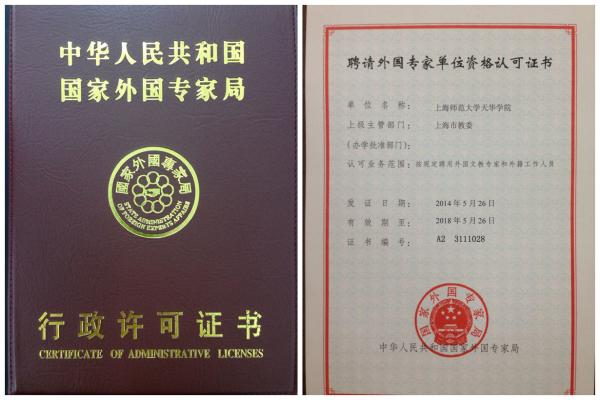 中华人民共和国
国家外国专家局
國家外國專家局
STATE ADMINISTRATION
OF FOREIGN EXPERTS AFFAIRS
行政许可证书
CERTIFICATE OF ADMINISTRATIVE LICENSES
聘请外国专家单位资格认可证书
单位名称： 上海师范大学天华学院
上级主管部门： 上海市教委
(办学批准部门)
认可业务范围：按规定聘用外国文教专家和外籍工作人员
发证日期： 2014年5月26日
有效期至： 2018年5月26日
证书编号： A2 3111028
国家外国专家局
中华人民共和国国家外国专家局